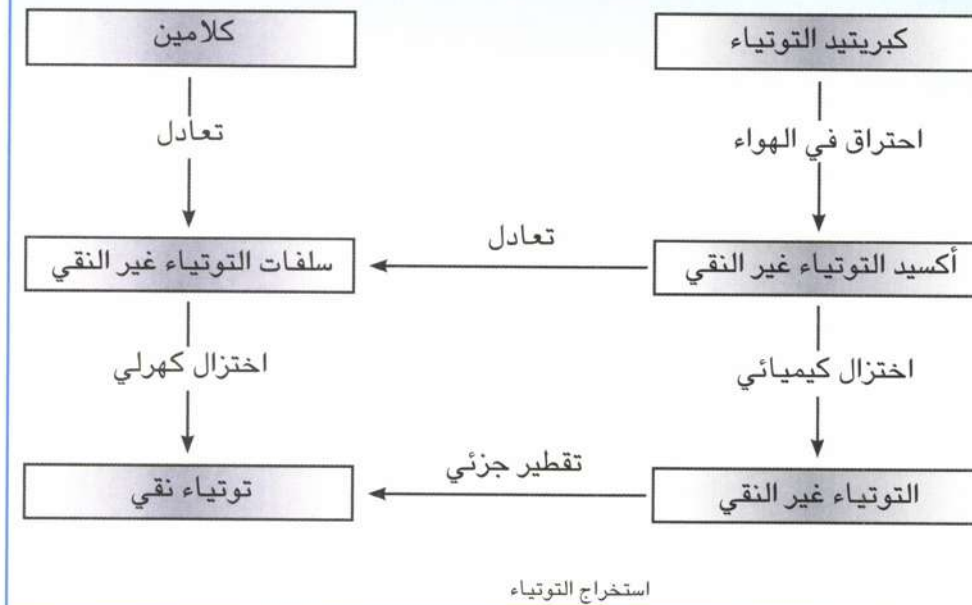 كبريتيد التوتياء
كلامين
احتراق في الهواء
تعادل
أكسيد التوتياء غير النقي
تعادل
سلفات التوتياء غير النقي
اختزال كيميائي
اختزال كهرلي
التوتياء غير النقي
تقطير جزئي
توتياء نقي
استخراج التوتياء